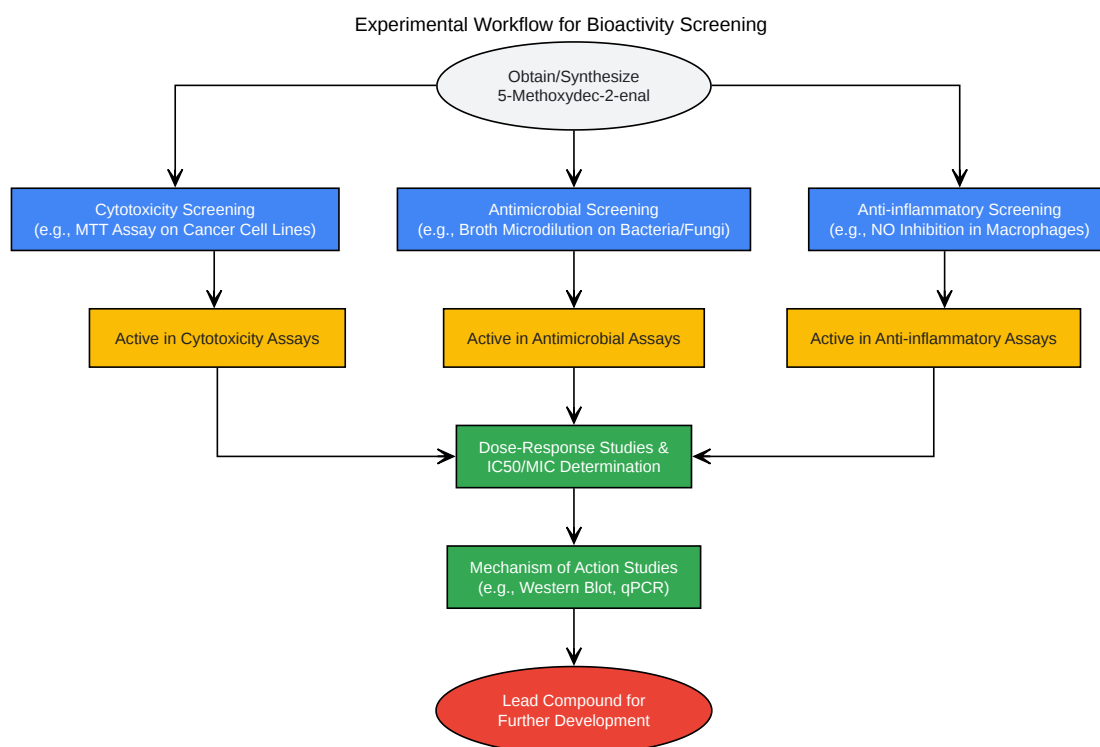 Experimental Workflow for Bioactivity Screening
Obtain/Synthesize
5-Methoxydec-2-enal
Cytotoxicity Screening
(e.g., MTT Assay on Cancer Cell Lines)
Antimicrobial Screening
(e.g., Broth Microdilution on Bacteria/Fungi)
Anti-inflammatory Screening
(e.g., NO Inhibition in Macrophages)
Active in Cytotoxicity Assays
Active in Antimicrobial Assays
Active in Anti-inflammatory Assays
Dose-Response Studies &
IC50/MIC Determination
Mechanism of Action Studies
(e.g., Western Blot, qPCR)
Lead Compound for
Further Development